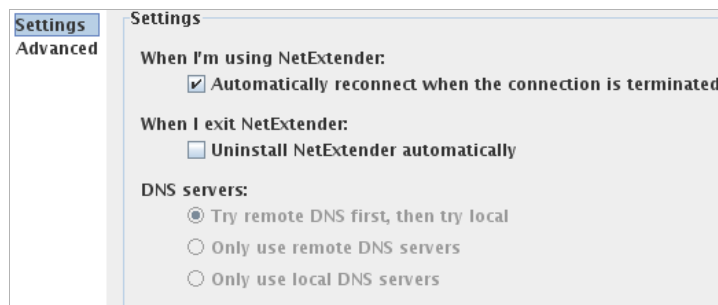 Settings
Advanced
Settings
When I'm using NetExtender:
Automatically reconnect when the connection is terminated
When I exit NetExtender:
Uninstall NetExtender automatically
DNS servers:
Try remote DNS first, then try local
Only use remote DNS servers
Only use local DNS servers